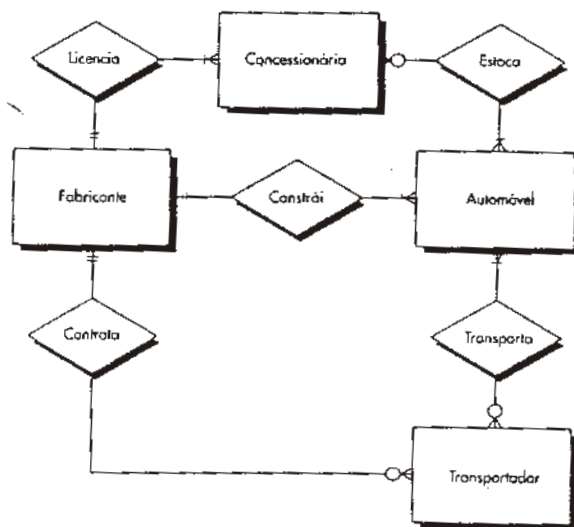 Licencia
Concessionária
Estoca
Fabricante
Constrói
Automóvel
Contrata
Transporta
Transportador